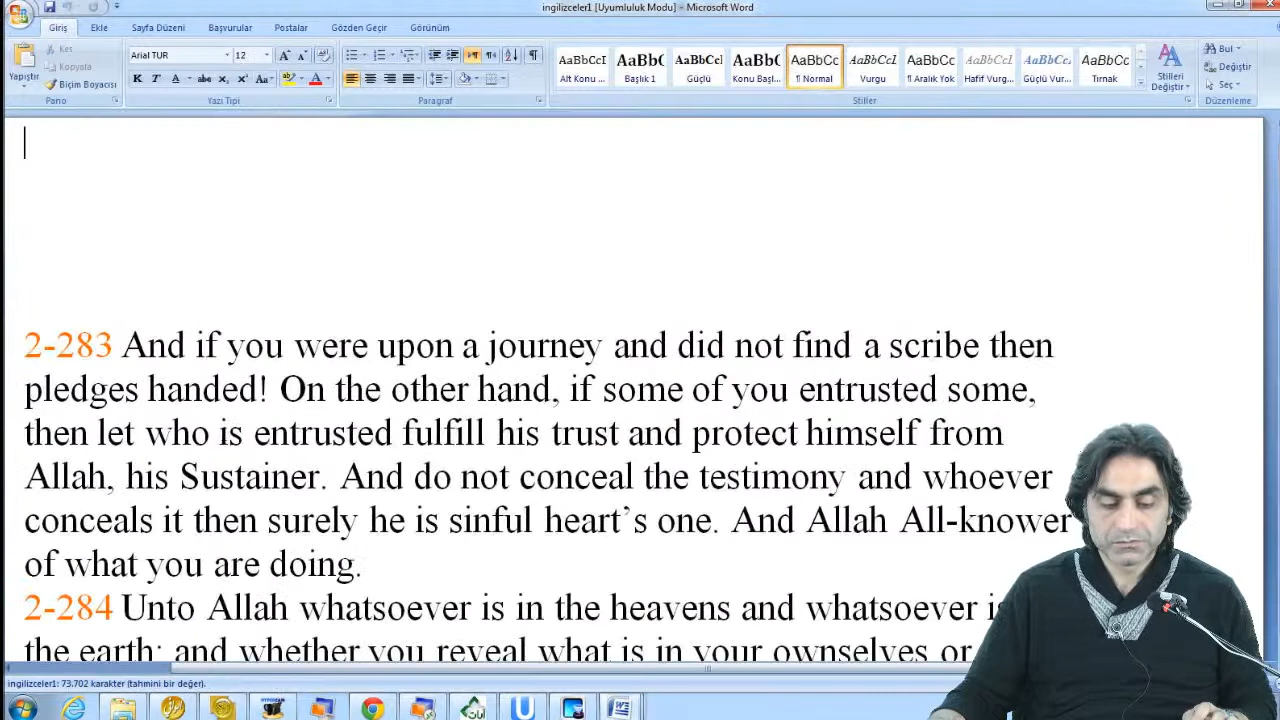 ingilizceler1 [Uyumluluk Modu] - Microsoft Word
Giriş Ekle Sayfa Düzeni Başvurular Postalar Gözden Geçir Görünüm
Yapıştır
Kes
Kopyala
Biçim Boyacısı
Pano
Arial TUR 12
Yazı Tipi
Paragraf
AaBbCcI AaBb( AaBbCcl AaBb( AaBbCc AaBbCcl AaBbCc AaBbCcl AaBbCc. AaBbCc.
Alt Konu ... Başlık 1 Güçlü Konu Başl... ¶ Normal Vurgu ¶ Aralık Yok Hafif Vurg... Güçlü Vur... Tırnak
Stiller
Stilleri Değiştir
Bul
Değiştir
Seç
Düzenleme
2-283 And if you were upon a journey and did not find a scribe then
pledges handed! On the other hand, if some of you entrusted some,
then let who is entrusted fulfill his trust and protect himself from
Allah, his Sustainer. And do not conceal the testimony and whoever
conceals it then surely he is sinful heart’s one. And Allah All-knower
of what you are doing.
2-284 Unto Allah whatsoever is in the heavens and whatsoever
the earth; and whether you reveal what is in your ownselves or
ingilizceler1: 73.702 karakter (tahmini bir değer).